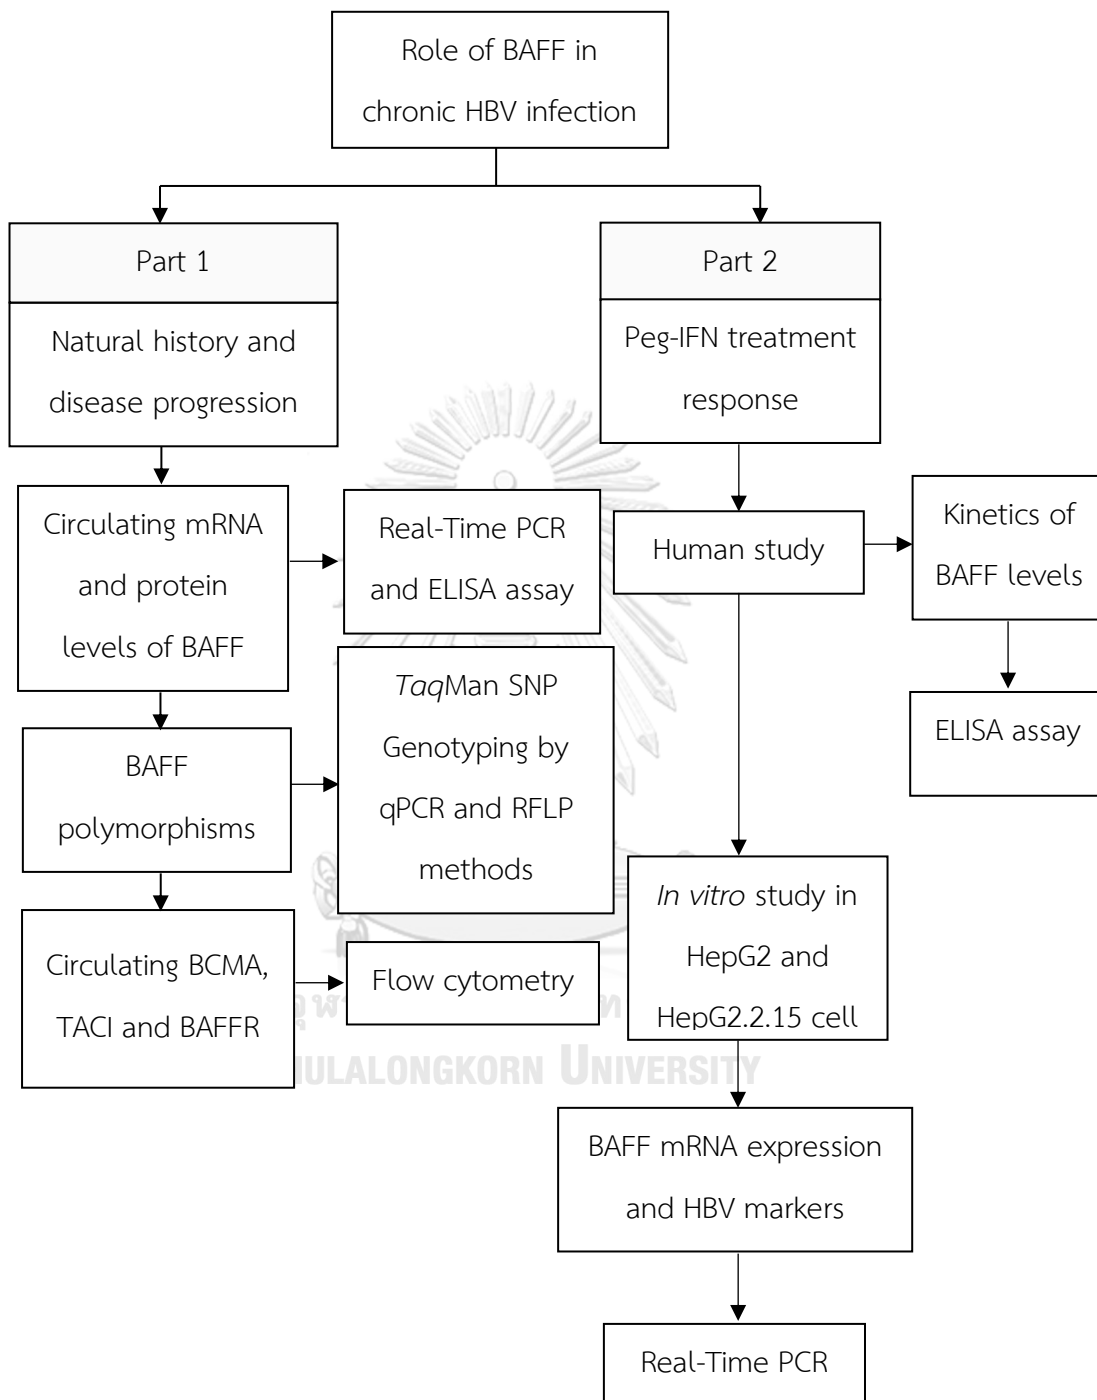 Role of BAFF in
chronic HBV infection
Part 1
Natural history and
disease progression
Circulating mRNA
and protein
levels of BAFF
Real-Time PCR
and ELISA assay
BAFF
polymorphisms
TaqMan SNP
Genotyping by
qPCR and RFLP
methods
Circulating BCMA,
TACI and BAFFR
Flow cytometry
Part 2
Peg-IFN treatment
response
Human study
Kinetics of
BAFF levels
ELISA assay
In vitro study in
HepG2 and
HepG2.2.15 cell
BAFF mRNA expression
and HBV markers
Real-Time PCR
UNIVERSITY